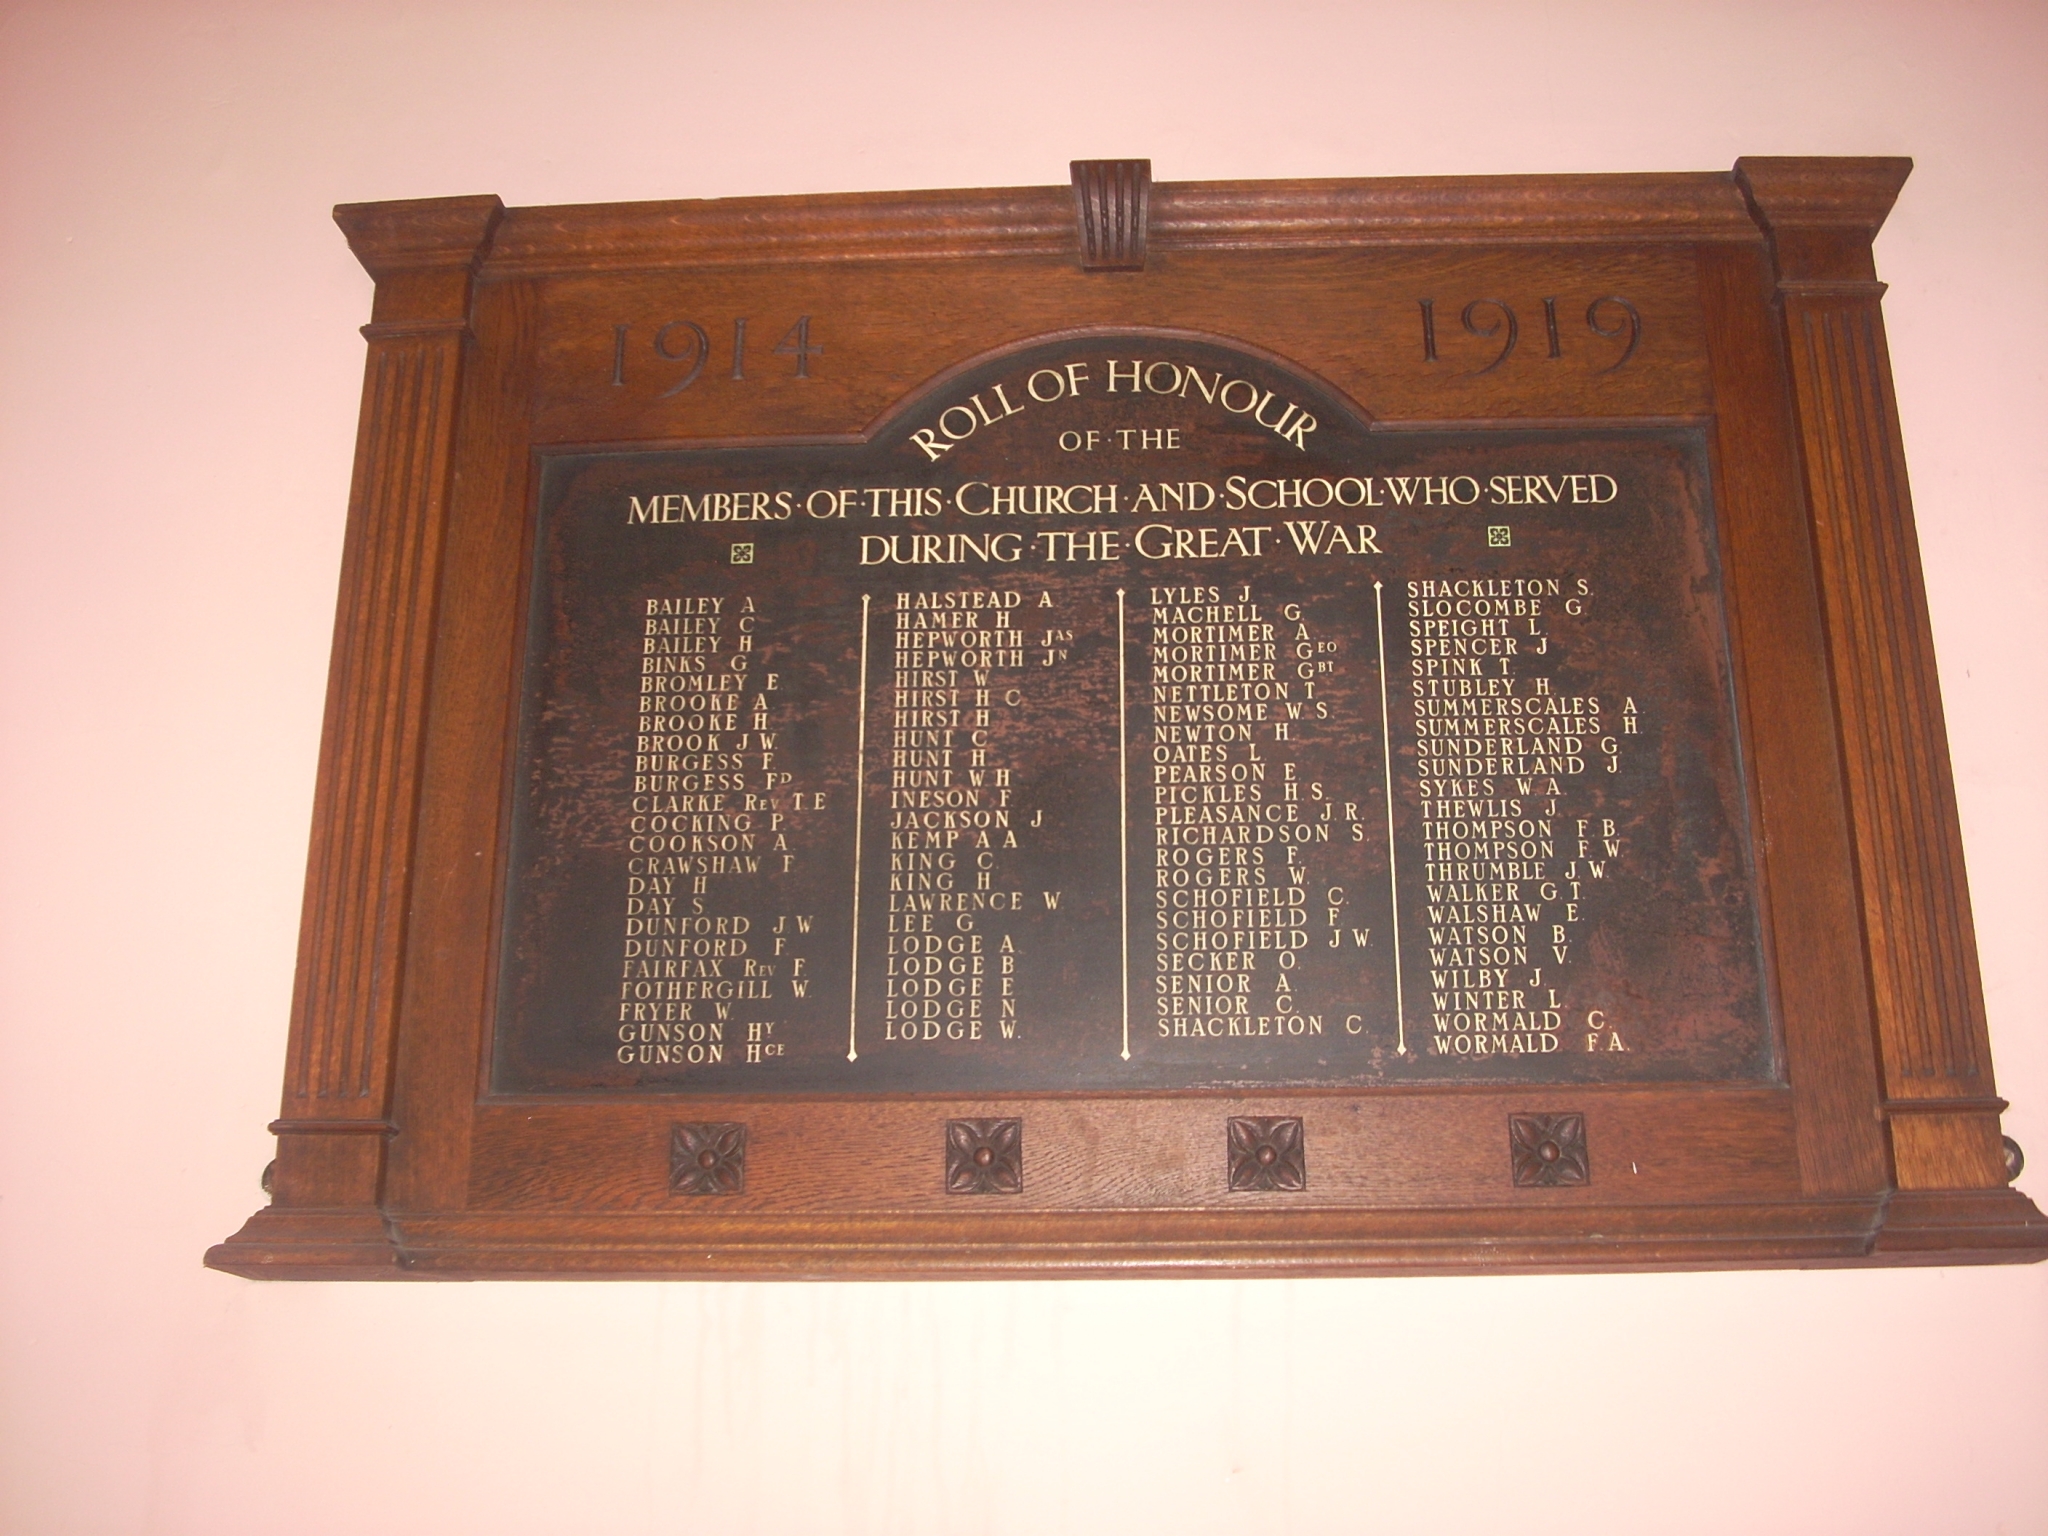 1914 1919
ROLL OF HONOUR
OF·THE
MEMBERS·OF·THIS·CHURCH·AND·SCHOOL·WHO·SERVED
DURING·THE·GREAT·WAR
BAILEY A
BAILEY C
BAILEY H
BINKS G
BROMLEY E.
BROOKE A
BROOKE H
BROOK J W.
BURGESS F.
BURGESS FD
CLARKE REV T.E
COCKING P.
COOKSON A.
CRAWSHAW F
DAY H
DAY S
DUNFORD J.W
DUNFORD F.
FAIRFAX REV F.
FOTHERGILL W.
FRYER W.
GUNSON HY
GUNSON HCE
HALSTEAD A
HAMER H
HEPWORTH JAS
HEPWORTH JN
HIRST W
HIRST H C
HIRST H
HUNT C
HUNT H
HUNT W H
INESON F
JACKSON J
KEMP A A
KING C.
KING H
LAWRENCE W.
LEE G
LODGE A.
LODGE B
LODGE E
LODGE N
LODGE W.
LYLES J
MACHELL G.
MORTIMER A.
MORTIMER GEO
MORTIMER GBT
NETTLETON T
NEWSOME W.S.
NEWTON H.
OATES L
PEARSON E
PICKLES H.S.
PLEASANCE J.R.
RICHARDSON S.
ROGERS F.
ROGERS W.
SCHOFIELD C.
SCHOFIELD F.
SCHOFIELD J W.
SECKER O.
SENIOR A.
SENIOR C.
SHACKLETON C.
SHACKLETON S.
SLOCOMBE G.
SPEIGHT L.
SPENCER J
SPINK T.
STUBLEY H.
SUMMERSCALES A.
SUMMERSCALES H.
SUNDERLAND G.
SUNDERLAND J.
SYKES W.A.
THEWLIS J
THOMPSON F.B.
THOMPSON F.W
THRUMBLE J.W.
WALKER G.T.
WALSHAW E.
WATSON B.
WATSON V.
WILBY J.
WINTER L.
WORMALD C.
WORMALD F.A.